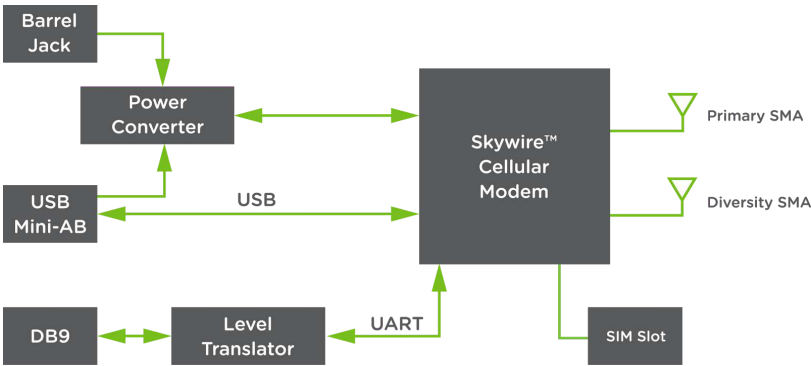 Barrel
Jack
Power
Converter
Skywire™
Cellular
Modem
Primary SMA
USB
Mini-AB
USB
Diversity SMA
DB9
Level
Translator
UART
SIM Slot